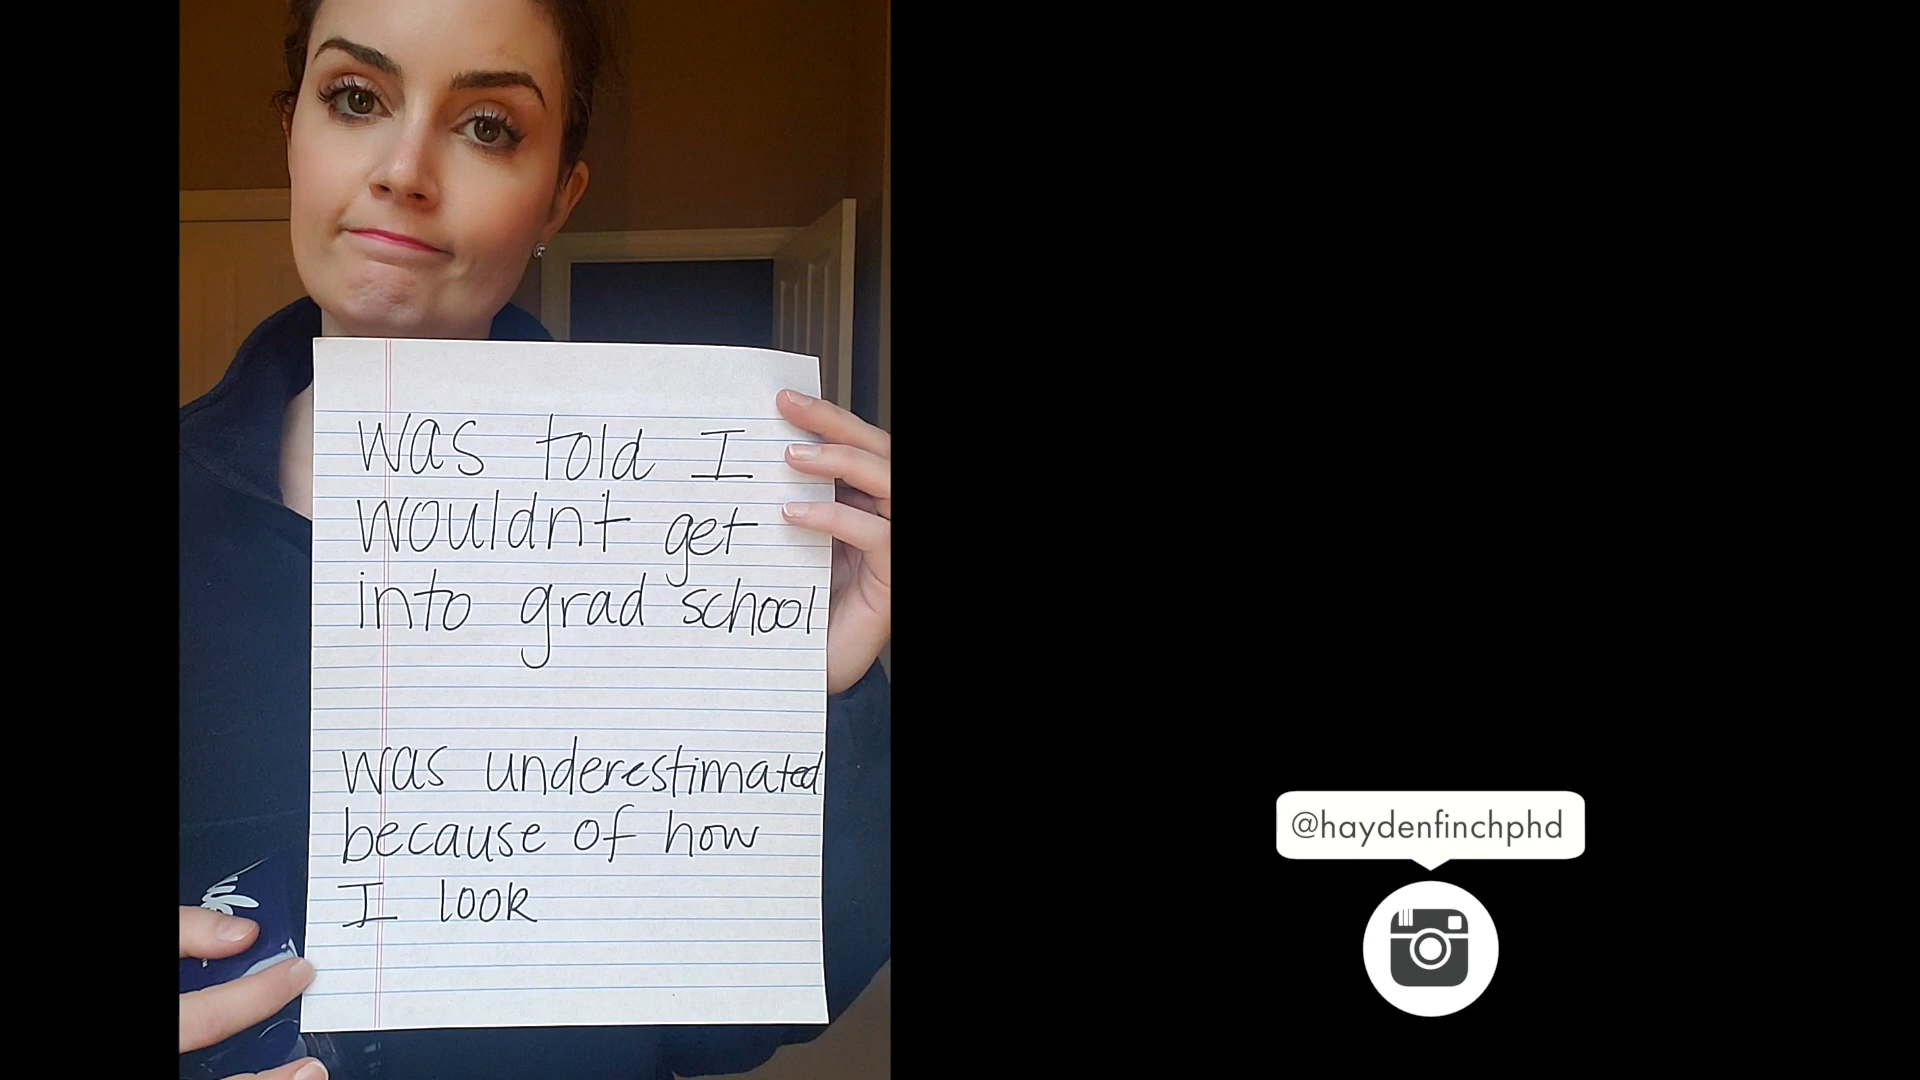 was told I
wouldnt get
into grad school
was underestimated
because of how
I look
@haydenfinchphd